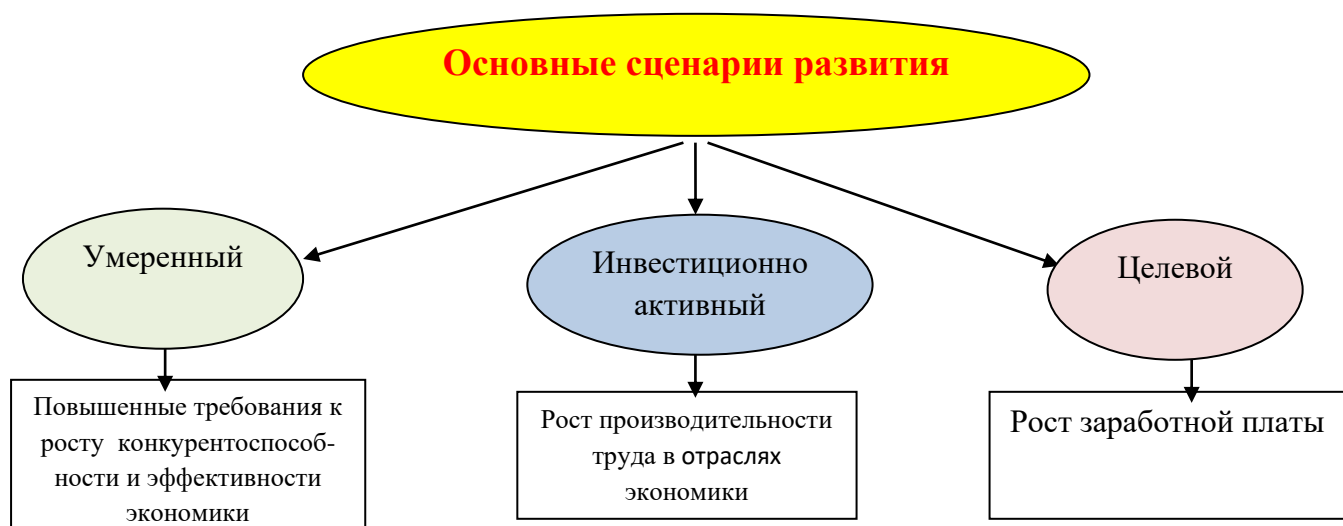 Основные сценарии развития
Умеренный
Инвестиционно
активный
Целевой
Повышенные требования к
росту конкурентоспособ-
ности и эффективности
экономики
Рост производительности
труда в отраслях
экономики
Рост заработной платы